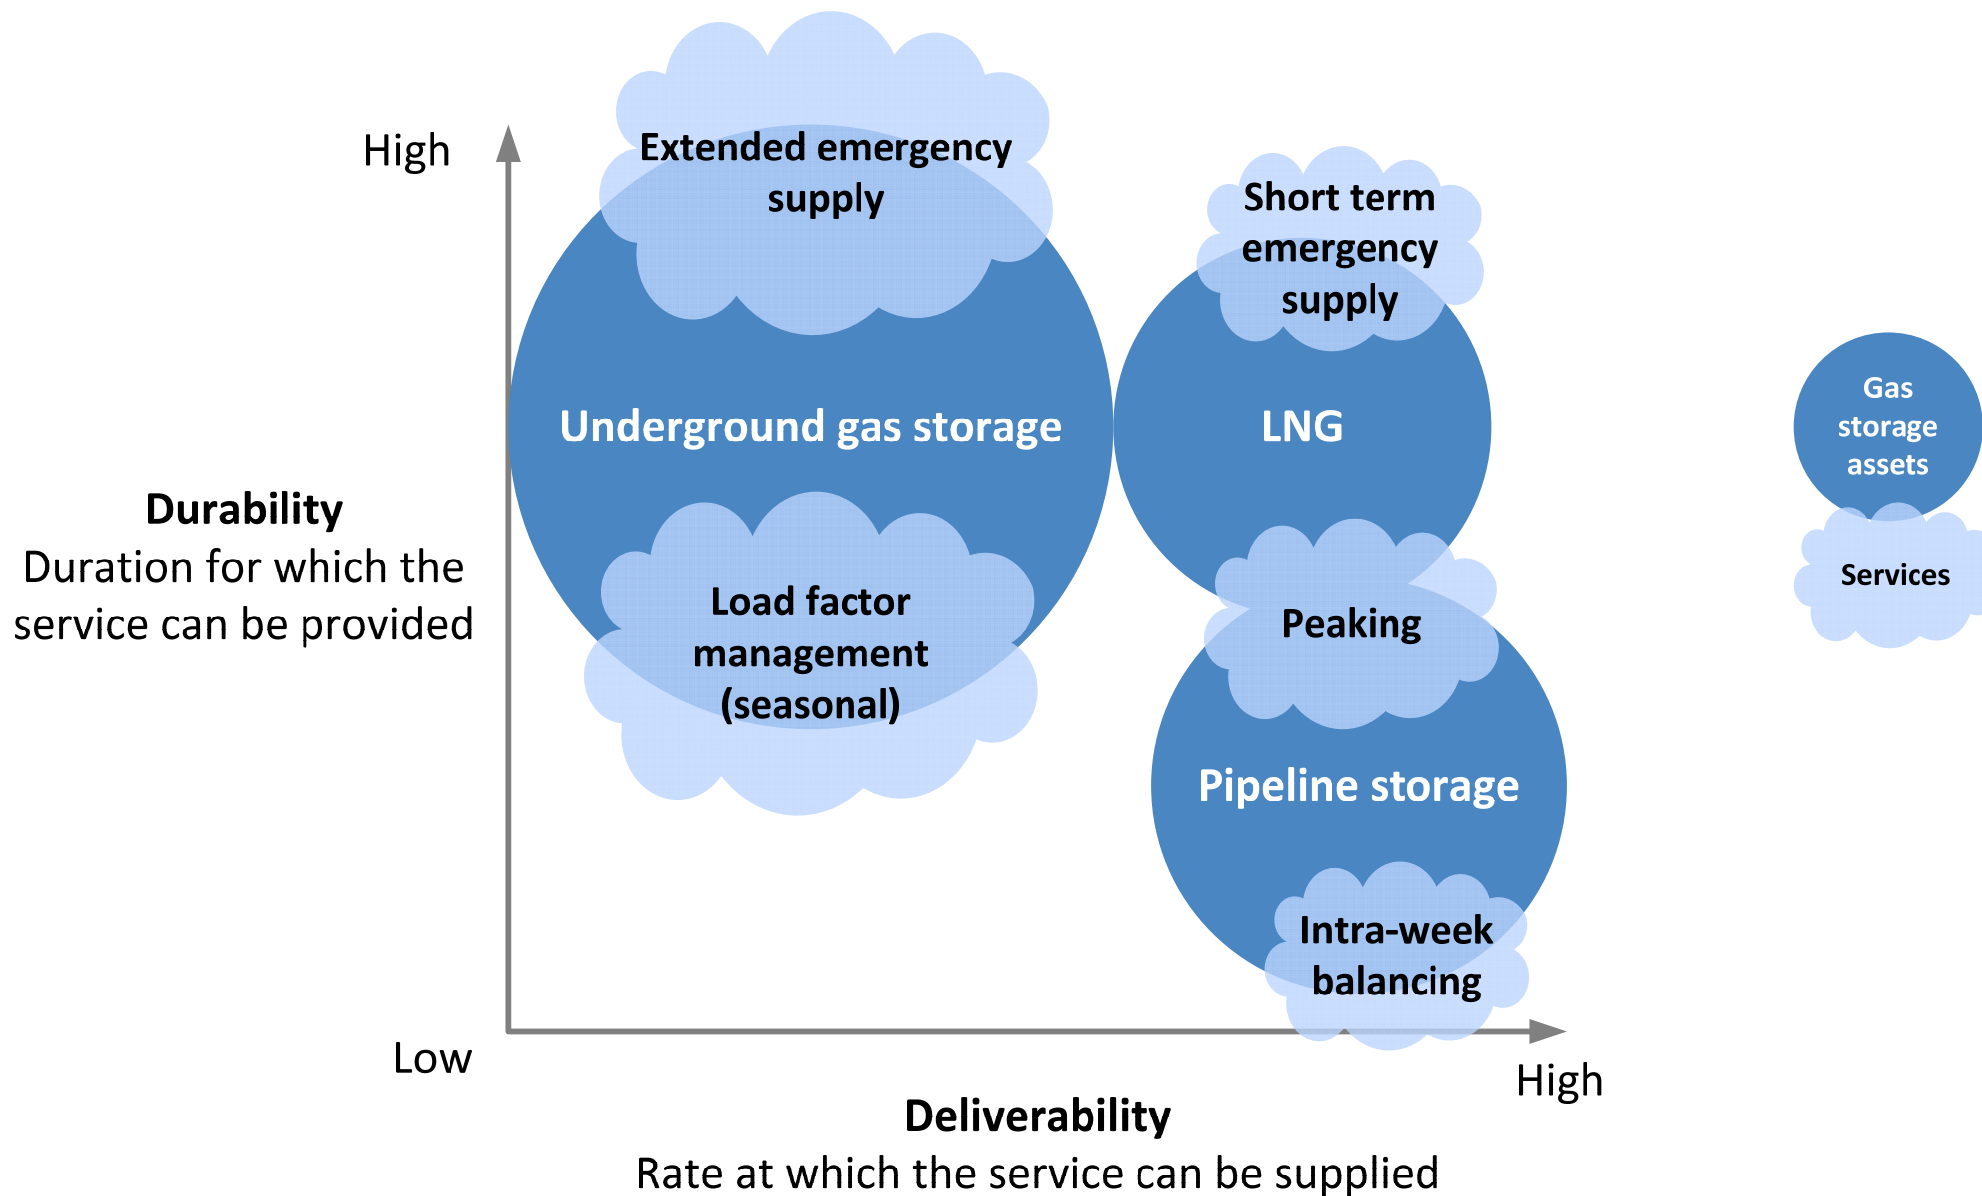 High
Extended emergency
supply
Short term
emergency
supply
Underground gas storage
LNG
Gas
storage
assets
Services
Durability
Duration for which the
service can be provided
Load factor
management
(seasonal)
Peaking
Pipeline storage
Intra-week
balancing
Low
High
Deliverability
Rate at which the service can be supplied